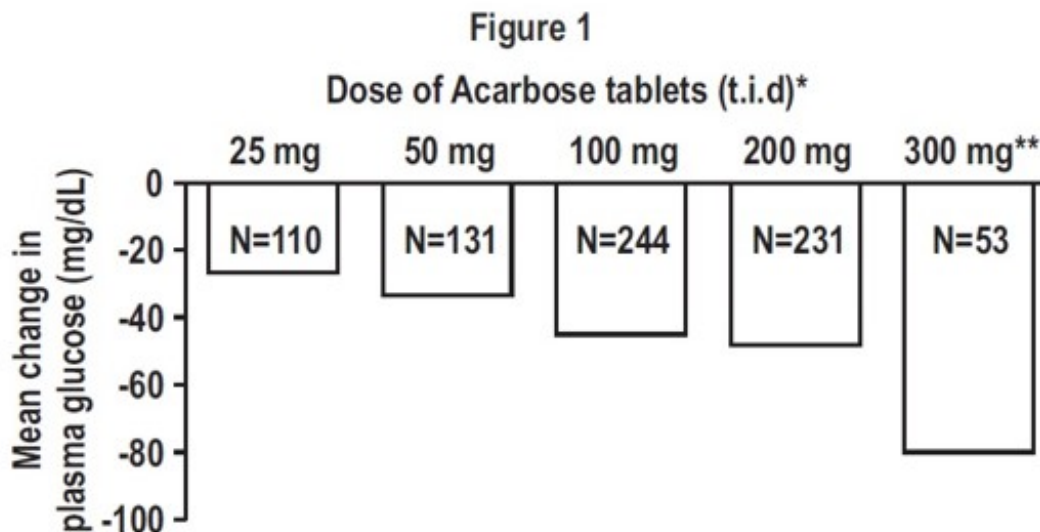 Figure 1
Dose of Acarbose tablets (t.i.d)*
25 mg 50 mg 100 mg 200 mg 300 mg**
Mean change in
plasma glucose (mg/dL)
0
-20
-40
-60
-80
-100
N=110 N=131 N=244 N=231 N=53